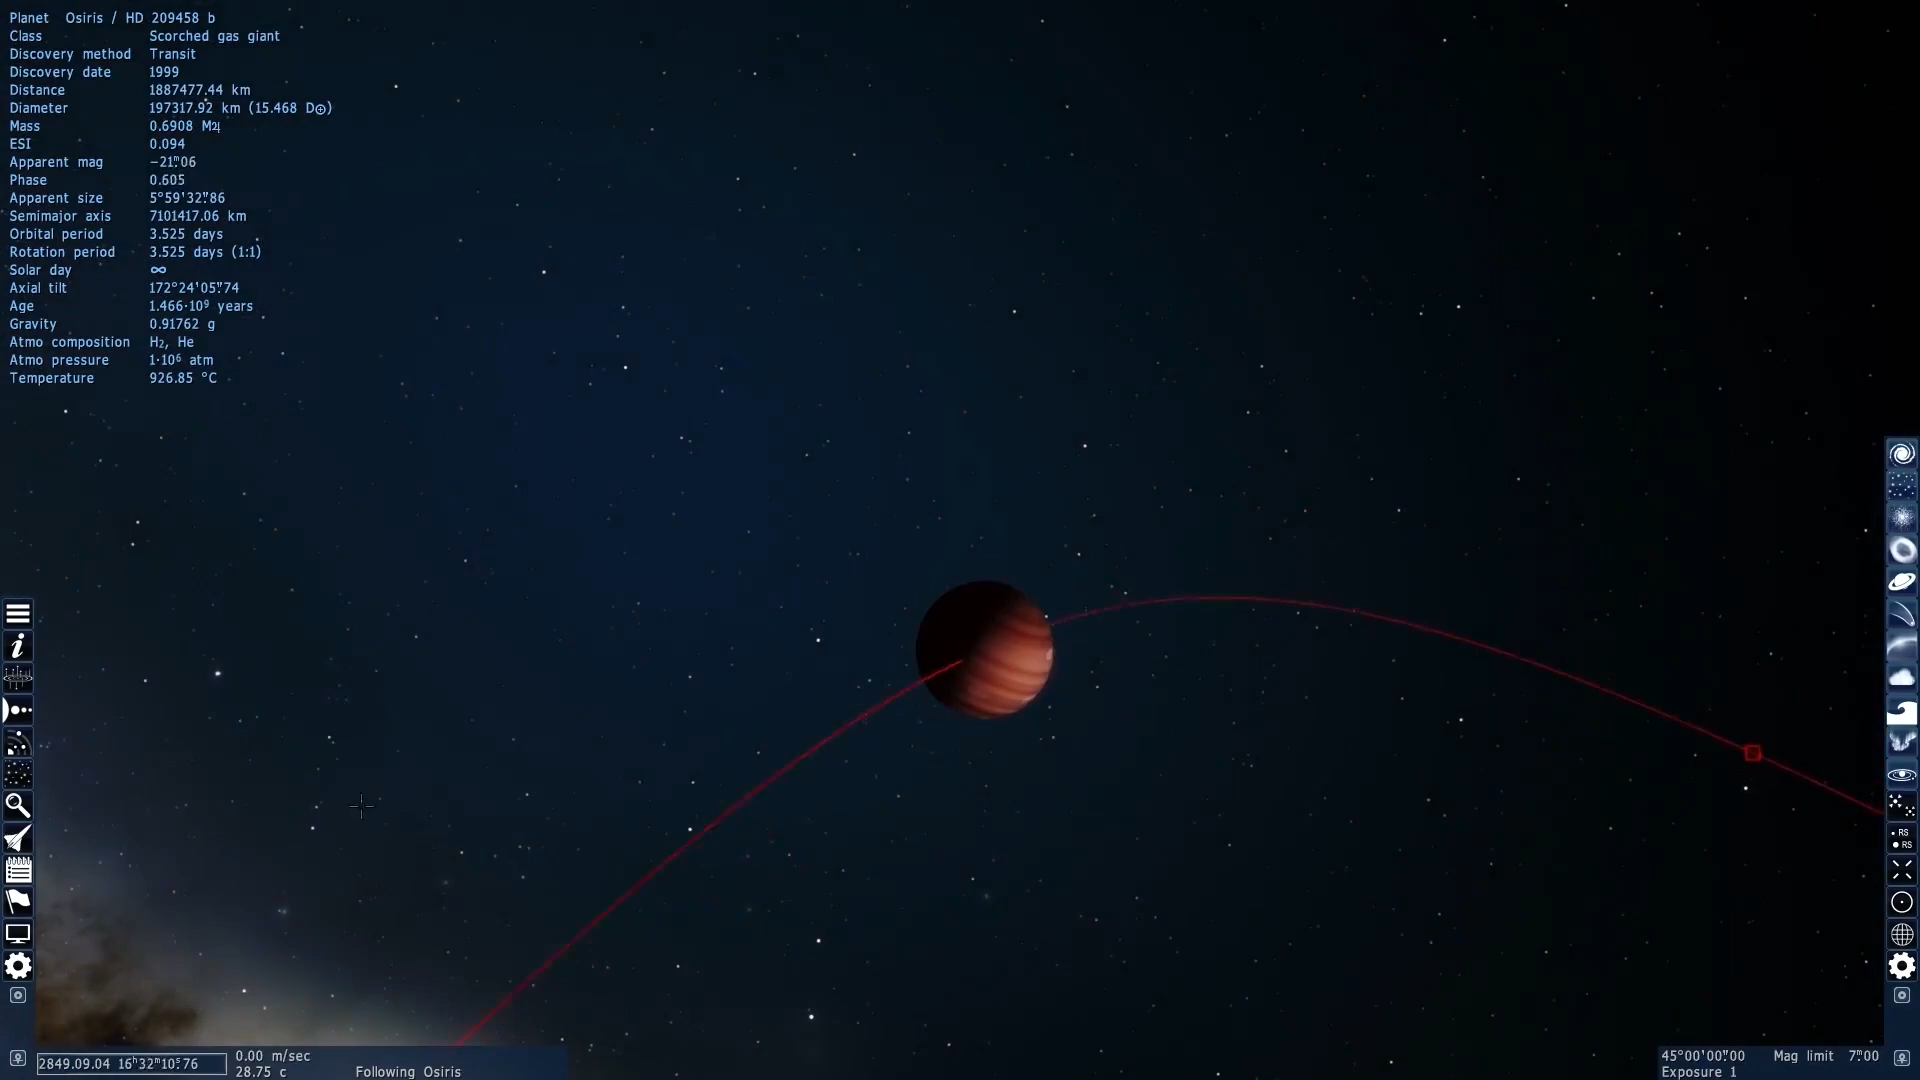 Planet Osiris / HD 209458 b
Class Scorched gas giant
Discovery method Transit
Discovery date 1999
Distance 1887477.44 km
Diameter 197317.92 km (15.468 D⊕)
Mass 0.6908 M♃
ESI 0.094
Apparent mag −21ᵐ.06
Phase 0.605
Apparent size 5°59'32".86
Semimajor axis 7101417.06 km
Orbital period 3.525 days
Rotation period 3.525 days (1:1)
Solar day ∞
Axial tilt 172°24'05".74
Age 1.466·10⁹ years
Gravity 0.91762 g
Atmo composition H₂, He
Atmo pressure 1·10⁶ atm
Temperature 926.85 °C
RS
RS
2849.09.04 16ʰ32ᵐ10ˢ.76
0.00 m/sec
28.75 c
Following Osiris
45°00'00".00 Mag limit 7ᵐ.00
Exposure 1